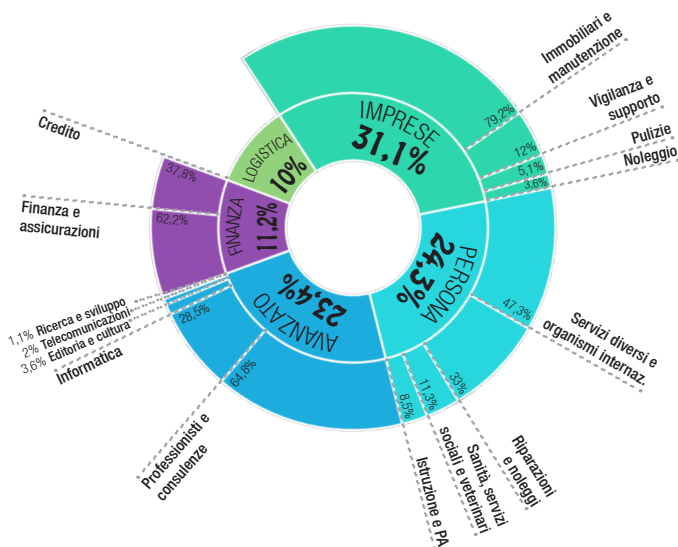 Immobiliari e
manutenzione
79,2%
Vigilanza e
supporto
12%
Pulizie
5,1%
Noleggio
3,6%
IMPRESE
31,1%
LOGISTICA
10%
Credito
37,8%
Finanza e
assicurazioni
62,2%
FINANZA
11,2%
PERSONA
24,3%
AVANZATO
23,4%
47,3%
Servizi diversi e
organismi internaz.
33%
Riparazioni
e noleggi
11,3%
Sanità, servizi
sociali e veterinari
8,5%
Istruzione e PA
1,1% Ricerca e sviluppo
2% Telecomunicazioni
3,6% Editoria e cultura
28,5%
Informatica
64,8%
Professionisti e
consulenze